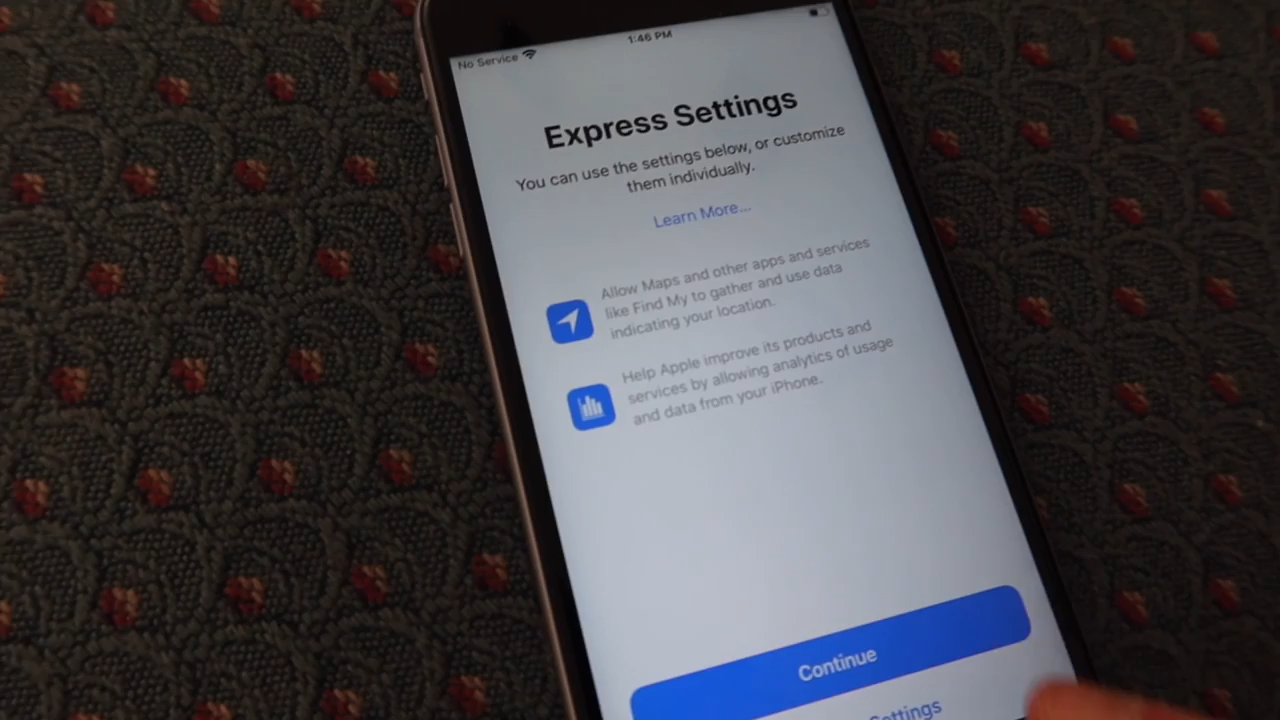 No Service
1:46 PM
Express Settings
You can use the settings below, or customize
them individually.
Learn More...
Allow Maps and other apps and services
like Find My to gather and use data
indicating your location.
Help Apple improve its products and
services by allowing analytics of usage
and data from your iPhone.
Continue
Settings